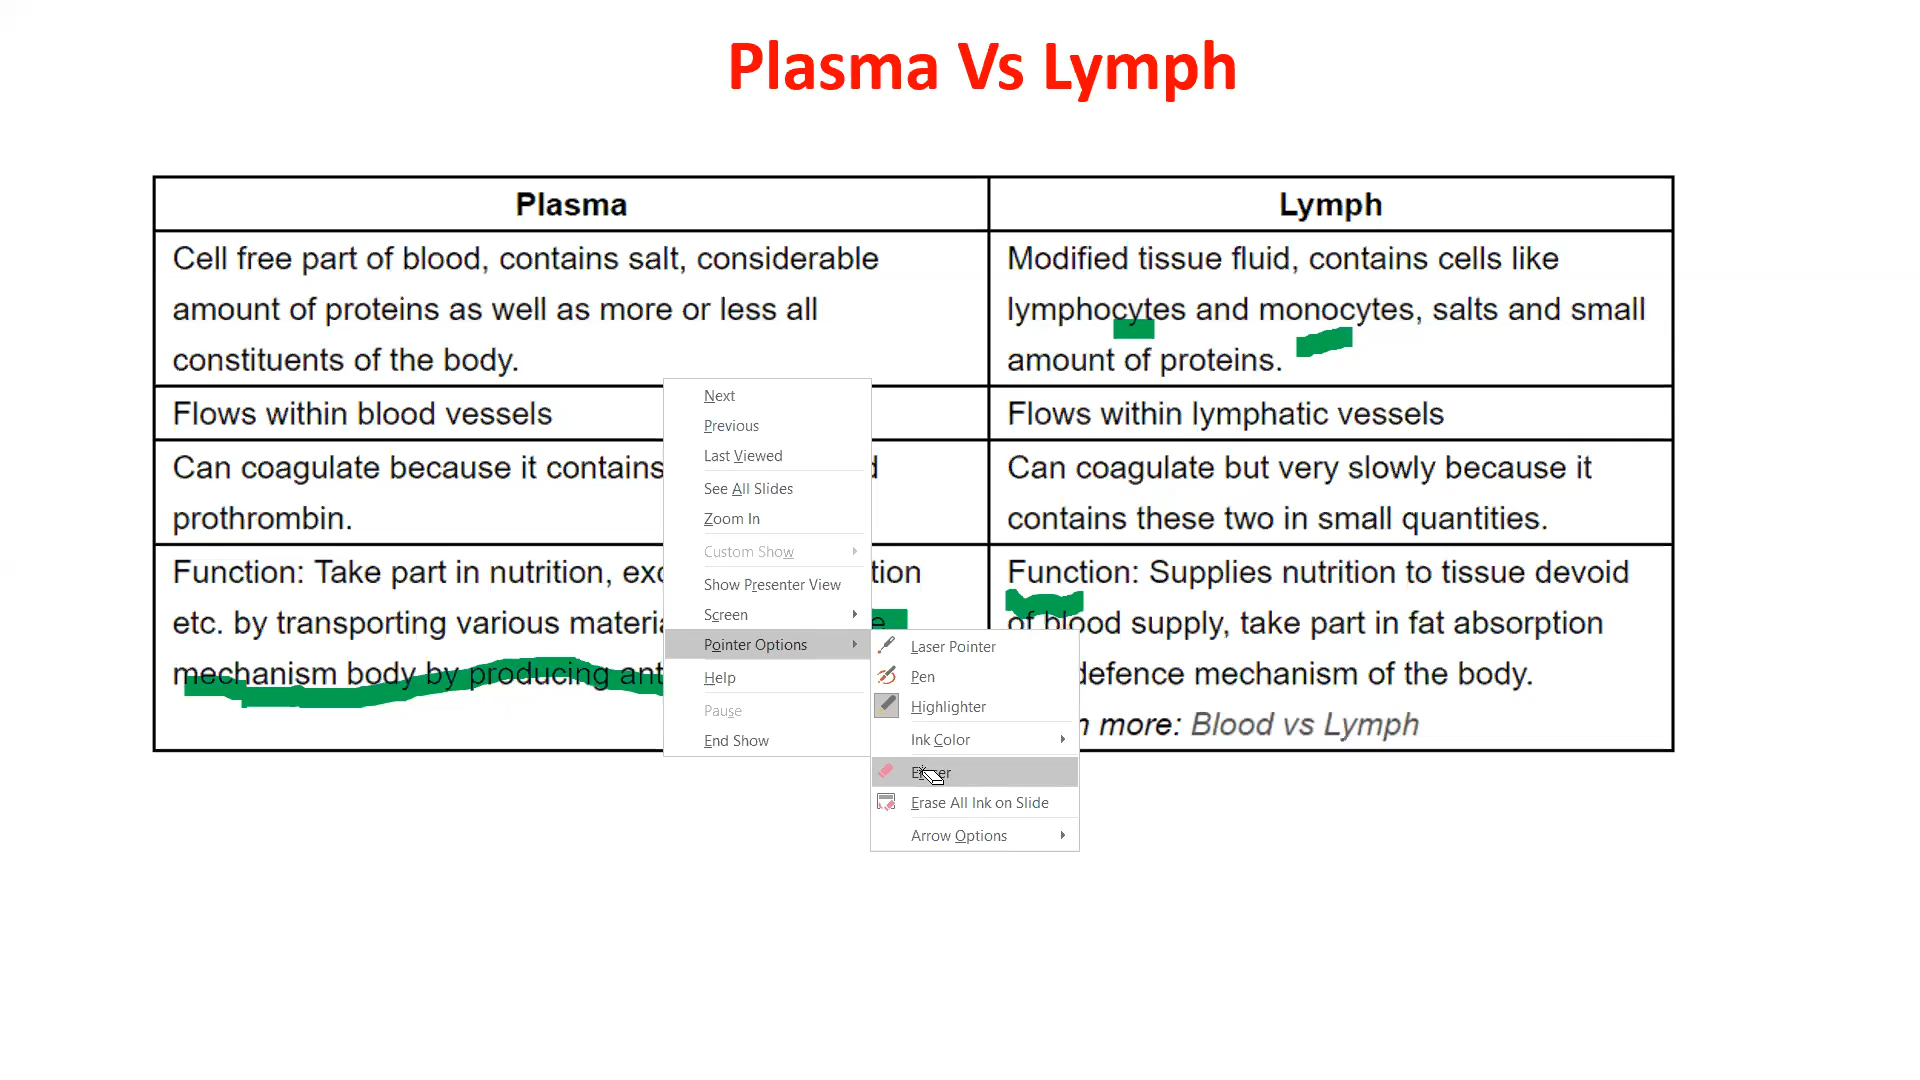 Plasma Vs Lymph
Plasma
Lymph
Cell free part of blood, contains salt, considerable
amount of proteins as well as more or less all
constituents of the body.
Modified tissue fluid, contains cells like
lymphocytes and monocytes, salts and small
amount of proteins.
Flows within blood vessels
Flows within lymphatic vessels
Can coagulate because it contains
prothrombin.
Can coagulate but very slowly because it
contains these two in small quantities.
Function: Take part in nutrition,
etc. by transporting various
mechanism body by producing
Function: Supplies nutrition to tissue devoid
of blood supply, take part in fat absorption
defence mechanism of the body.
more: Blood vs Lymph
Next
Previous
Last Viewed
See All Slides
Zoom In
Custom Show
Show Presenter View
Screen
Pointer Options
Help
Pause
End Show
Laser Pointer
Pen
Highlighter
Ink Color
Erase All Ink on Slide
Arrow Options